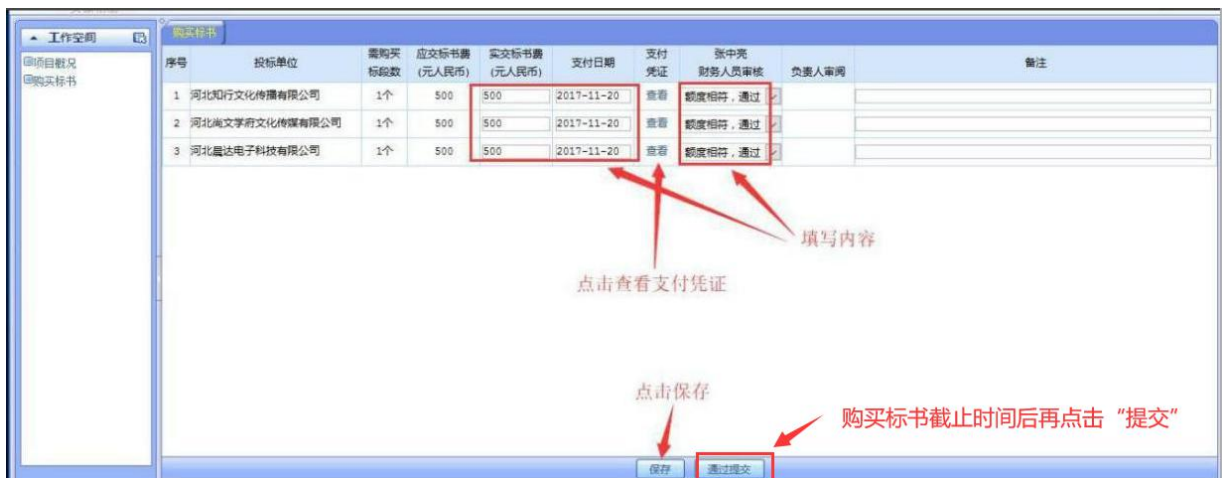 工作空间
项目概况
购买标书
购买标书
序号 投标单位 需购买标段数 应交标书费(元人民币) 实交标书费(元人民币) 支付日期 支付凭证 张中亮财务人员审核 负责人审阅 备注
1 河北知行文化传播有限公司 1个 500 500 2017-11-20 查看 额度相符，通过
2 河北尚文学府文化传媒有限公司 1个 500 500 2017-11-20 查看 额度相符，通过
3 河北晨达电子科技有限公司 1个 500 500 2017-11-20 查看 额度相符，通过
填写内容
点击查看支付凭证
点击保存
购买标书截止时间后再点击“提交”
保存 通过提交